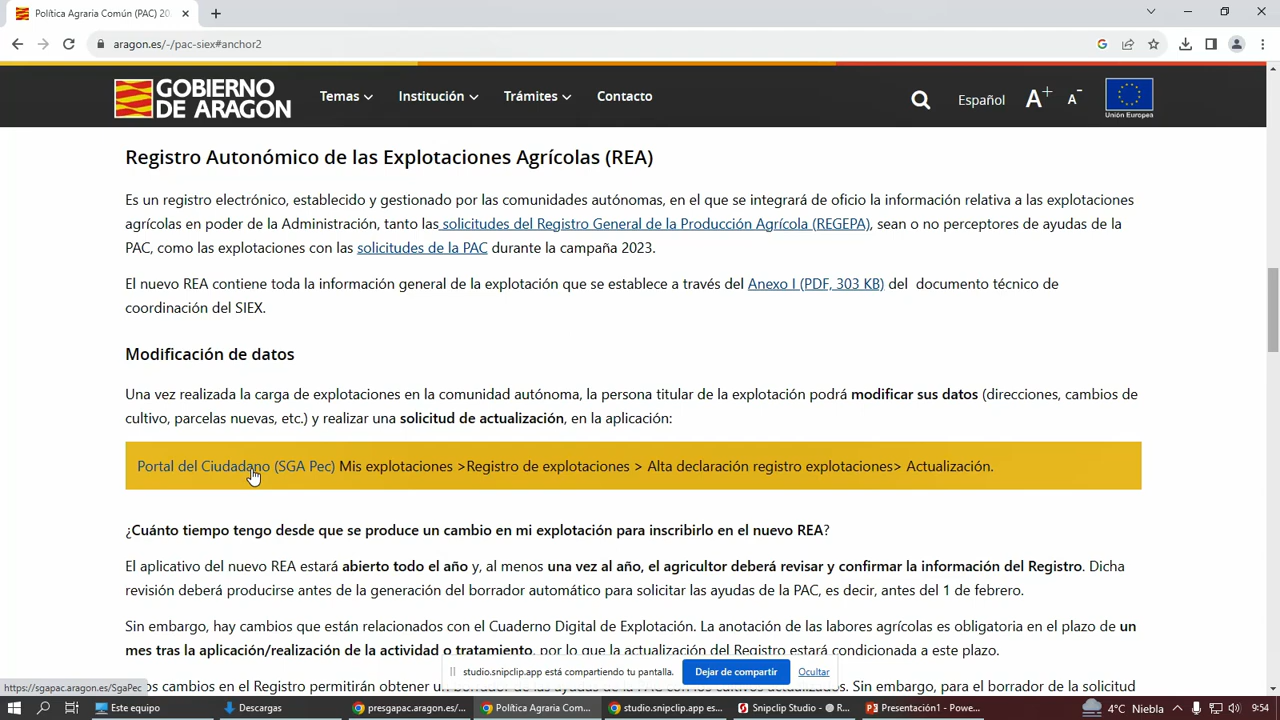 Política Agraria Común (PAC) 20
aragon.es/-/pac-siex#anchor2
GOBIERNO
DE ARAGON
Temas
Institución
Trámites
Contacto
Español
A+
A-
Unión Europea
Registro Autonómico de las Explotaciones Agrícolas (REA)
Es un registro electrónico, establecido y gestionado por las comunidades autónomas, en el que se integrará de oficio la información relativa a las explotaciones
agrícolas en poder de la Administración, tanto las solicitudes del Registro General de la Producción Agrícola (REGEPA), sean o no perceptores de ayudas de la
PAC, como las explotaciones con las solicitudes de la PAC durante la campaña 2023.
El nuevo REA contiene toda la información general de la explotación que se establece a través del Anexo I (PDF, 303 KB) del documento técnico de
coordinación del SIEX.
Modificación de datos
Una vez realizada la carga de explotaciones en la comunidad autónoma, la persona titular de la explotación podrá modificar sus datos (direcciones, cambios de
cultivo, parcelas nuevas, etc.) y realizar una solicitud de actualización, en la aplicación:
Portal del Ciudadano (SGA Pec) Mis explotaciones >Registro de explotaciones > Alta declaración registro explotaciones> Actualización.
¿Cuánto tiempo tengo desde que se produce un cambio en mi explotación para inscribirlo en el nuevo REA?
El aplicativo del nuevo REA estará abierto todo el año y, al menos una vez al año, el agricultor deberá revisar y confirmar la información del Registro. Dicha
revisión deberá producirse antes de la generación del borrador automático para solicitar las ayudas de la PAC, es decir, antes del 1 de febrero.
Sin embargo, hay cambios que están relacionados con el Cuaderno Digital de Explotación. La anotación de las labores agrícolas es obligatoria en el plazo de un
mes tras la aplicación/realización de la actividad o tratamiento, por lo que la actualización del Registro estará condicionada a este plazo.
studio.snipclip.app está compartiendo tu pantalla.
Dejar de compartir
Ocultar
https://sgapac.aragon.es/SgaPec
os cambios en el Registro permitirán obtener un borrador de las ayudas de la PAC con los cultivos actualizados. Sin embargo, para el borrador de la solicitud
Este equipo
Descargas
presgapac.aragon.es/...
Política Agraria Com...
studio.snipclip.app es...
Snipclip Studio - R...
Presentación1 - Powe...
4°C Niebla
9:54